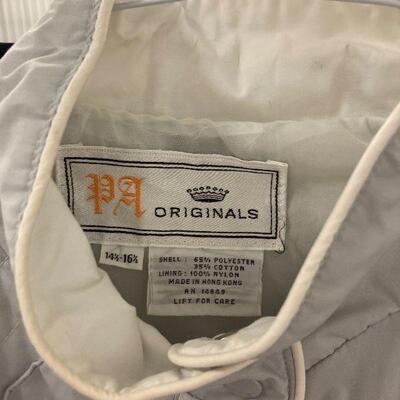 PA
ORIGINALS
14½-16½
SHELL: 65% POLYESTER
35% COTTON
LINING: 100% NYLON
MADE IN HONG KONG
RN 14849
LIFT FOR CARE